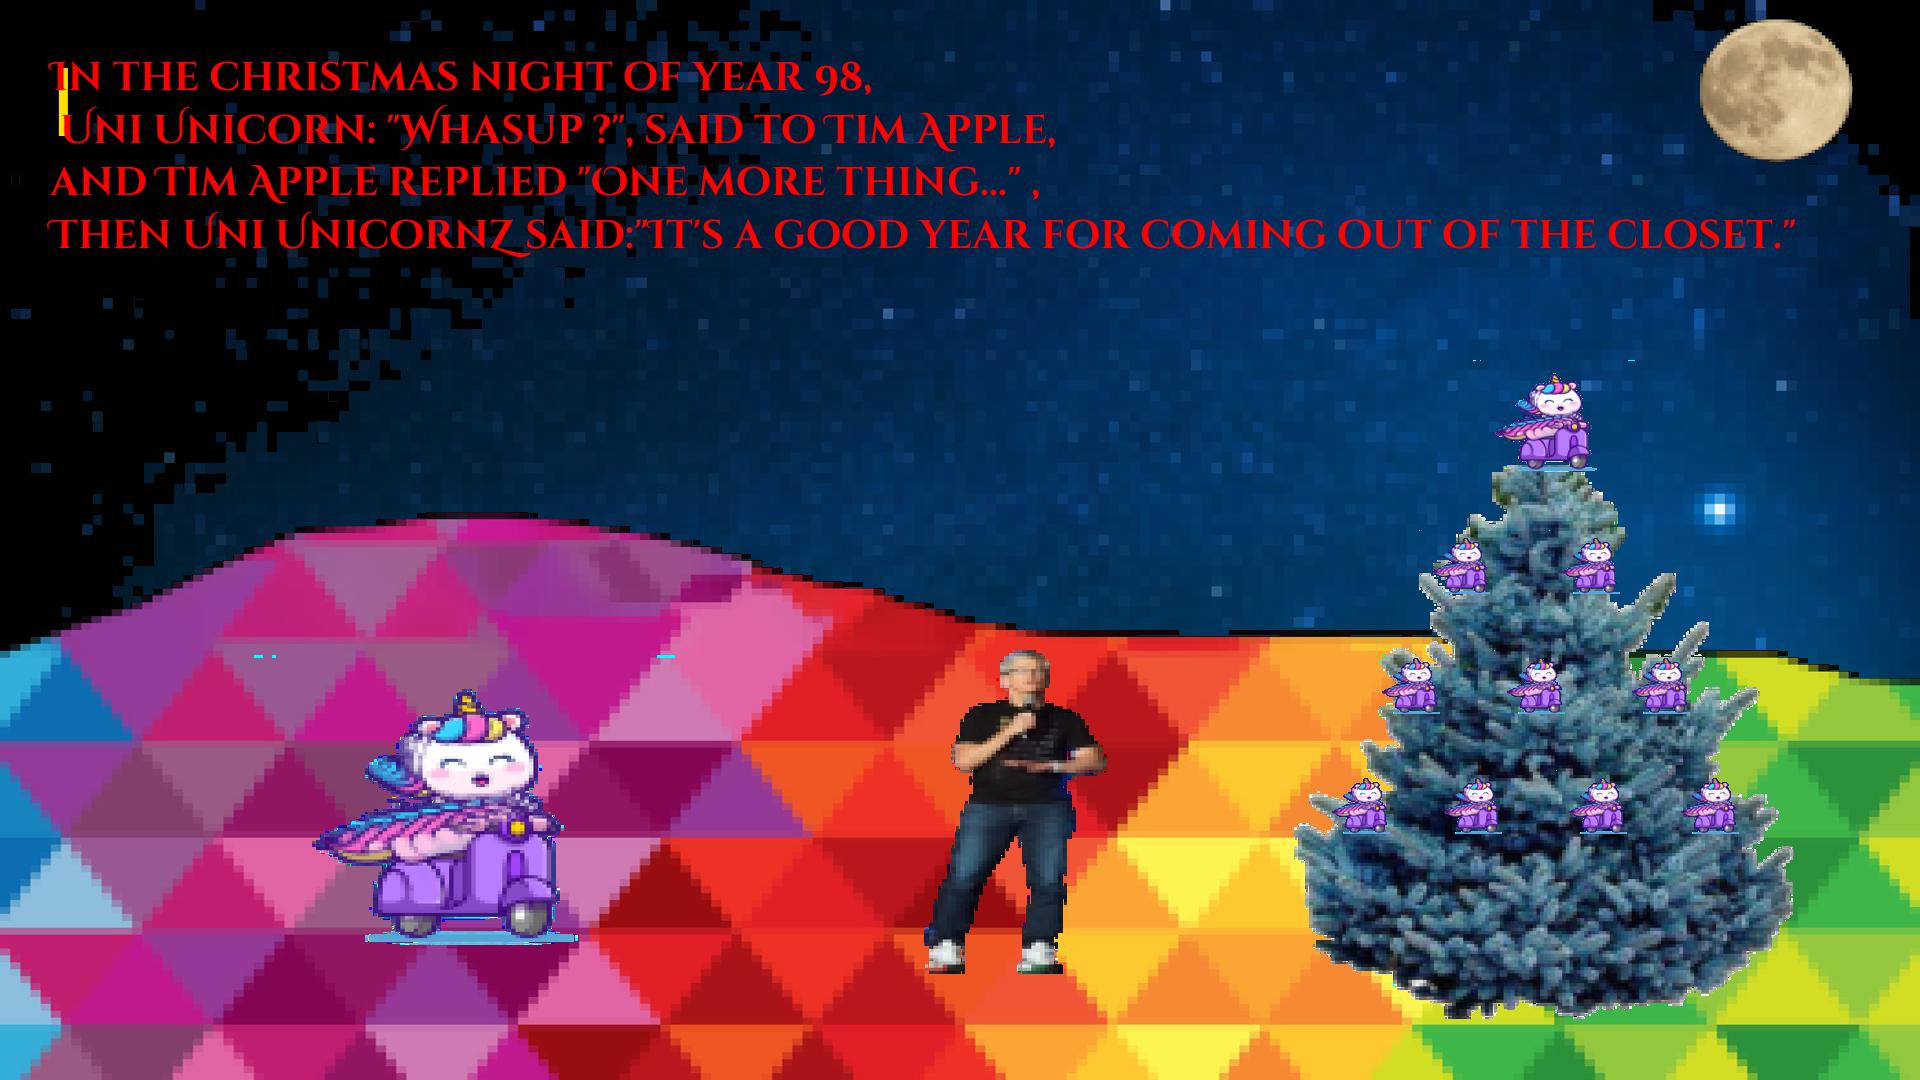 In the Christmas night of year 98,
Uni Unicorn: "Whasup ?", said to Tim Apple,
and Tim Apple replied "One more thing..." ,
Then Uni UnicornZ said:"It's a good year for coming out of the closet."